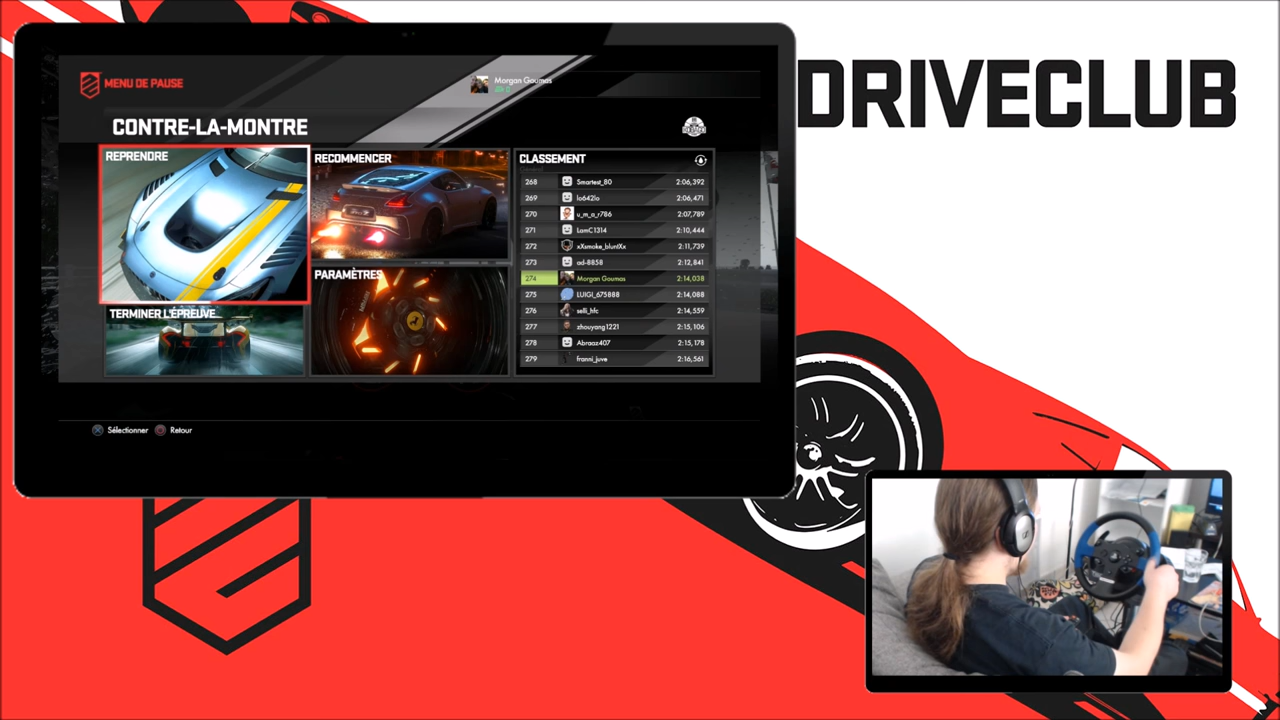 DRIVECLUB
MENU DE PAUSE
Morgan Goumas
CONTRE-LA-MONTRE
REPRENDRE
RECOMMENCER
PARAMÈTRES
TERMINER L'ÉPREUVE
CLASSEMENT
268 Smartest_80 2:06,392
269 lo642lo 2:06,471
270 u_m_a_r786 2:07,789
271 LamC1314 2:10,444
272 xXsmoke_bluntXx 2:11,739
273 ad-8858 2:12,841
274 Morgan Goumas 2:14,038
275 LUIGI_675888 2:14,088
276 selli_hfc 2:14,559
277 zhouyang1221 2:15,106
278 Abraaz407 2:15,178
279 franni_juve 2:16,561
Sélectionner Retour